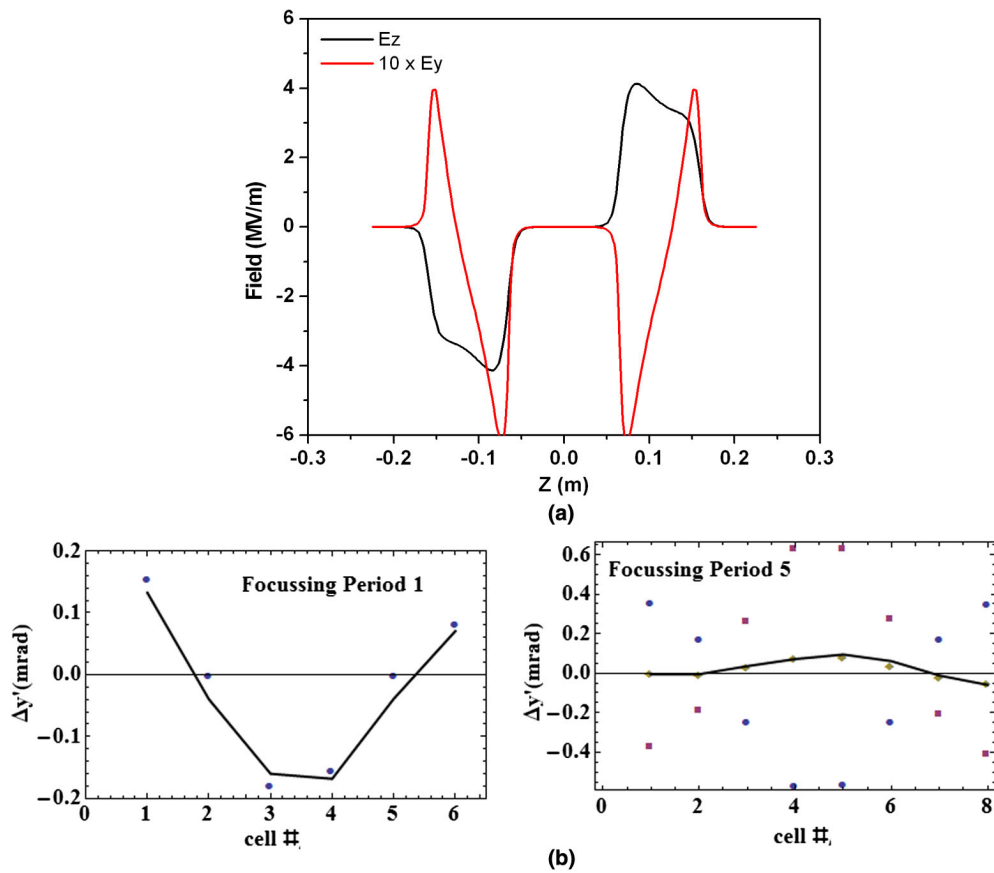 6
Ez
10 x Ey
4
2
0
-2
-4
-6
Field (MV/m)
-0.3 -0.2 -0.1 0.0 0.1 0.2 0.3
Z (m)
(a)
0.2
0.1
0.0
−0.1
−0.2
Δy'(mrad)
Focussing Period 1
0 1 2 3 4 5 6
cell #
0.6
0.4
0.2
0.0
−0.2
−0.4
Δy'(mrad)
Focussing Period 5
0 2 4 6 8
cell #
(b)